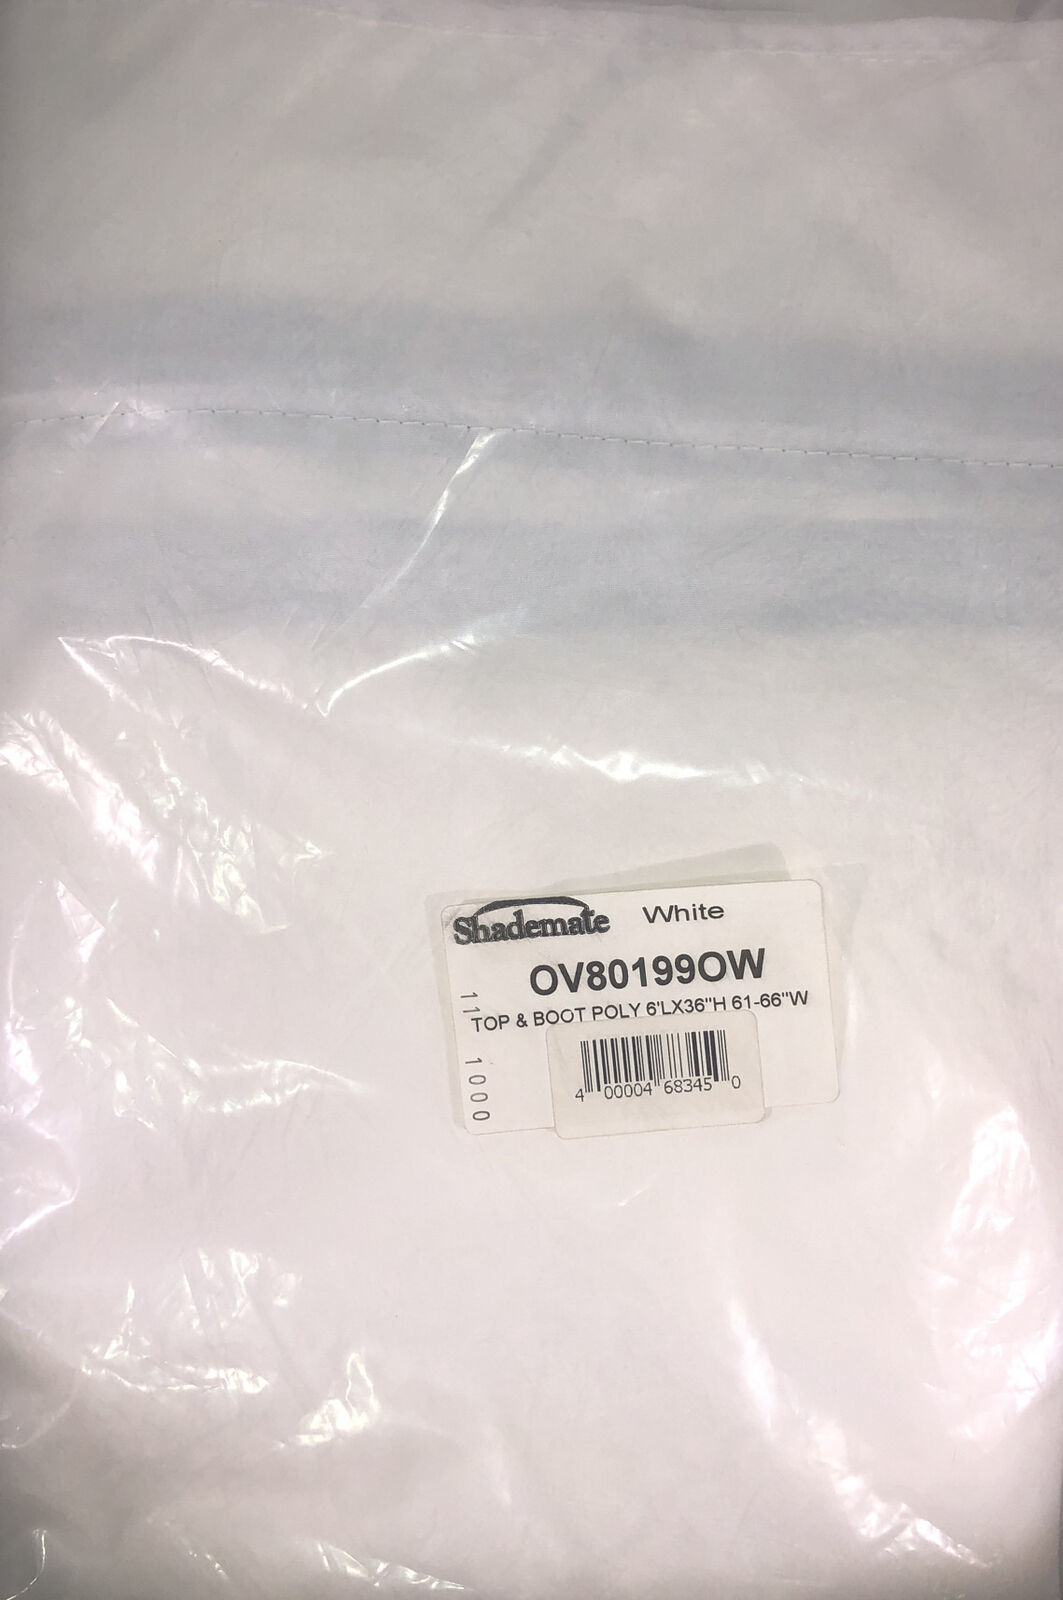 Shademate White
OV80199OW
TOP & BOOT POLY 6'LX36"H 61-66"W
11 1000
4 00004 68345 0